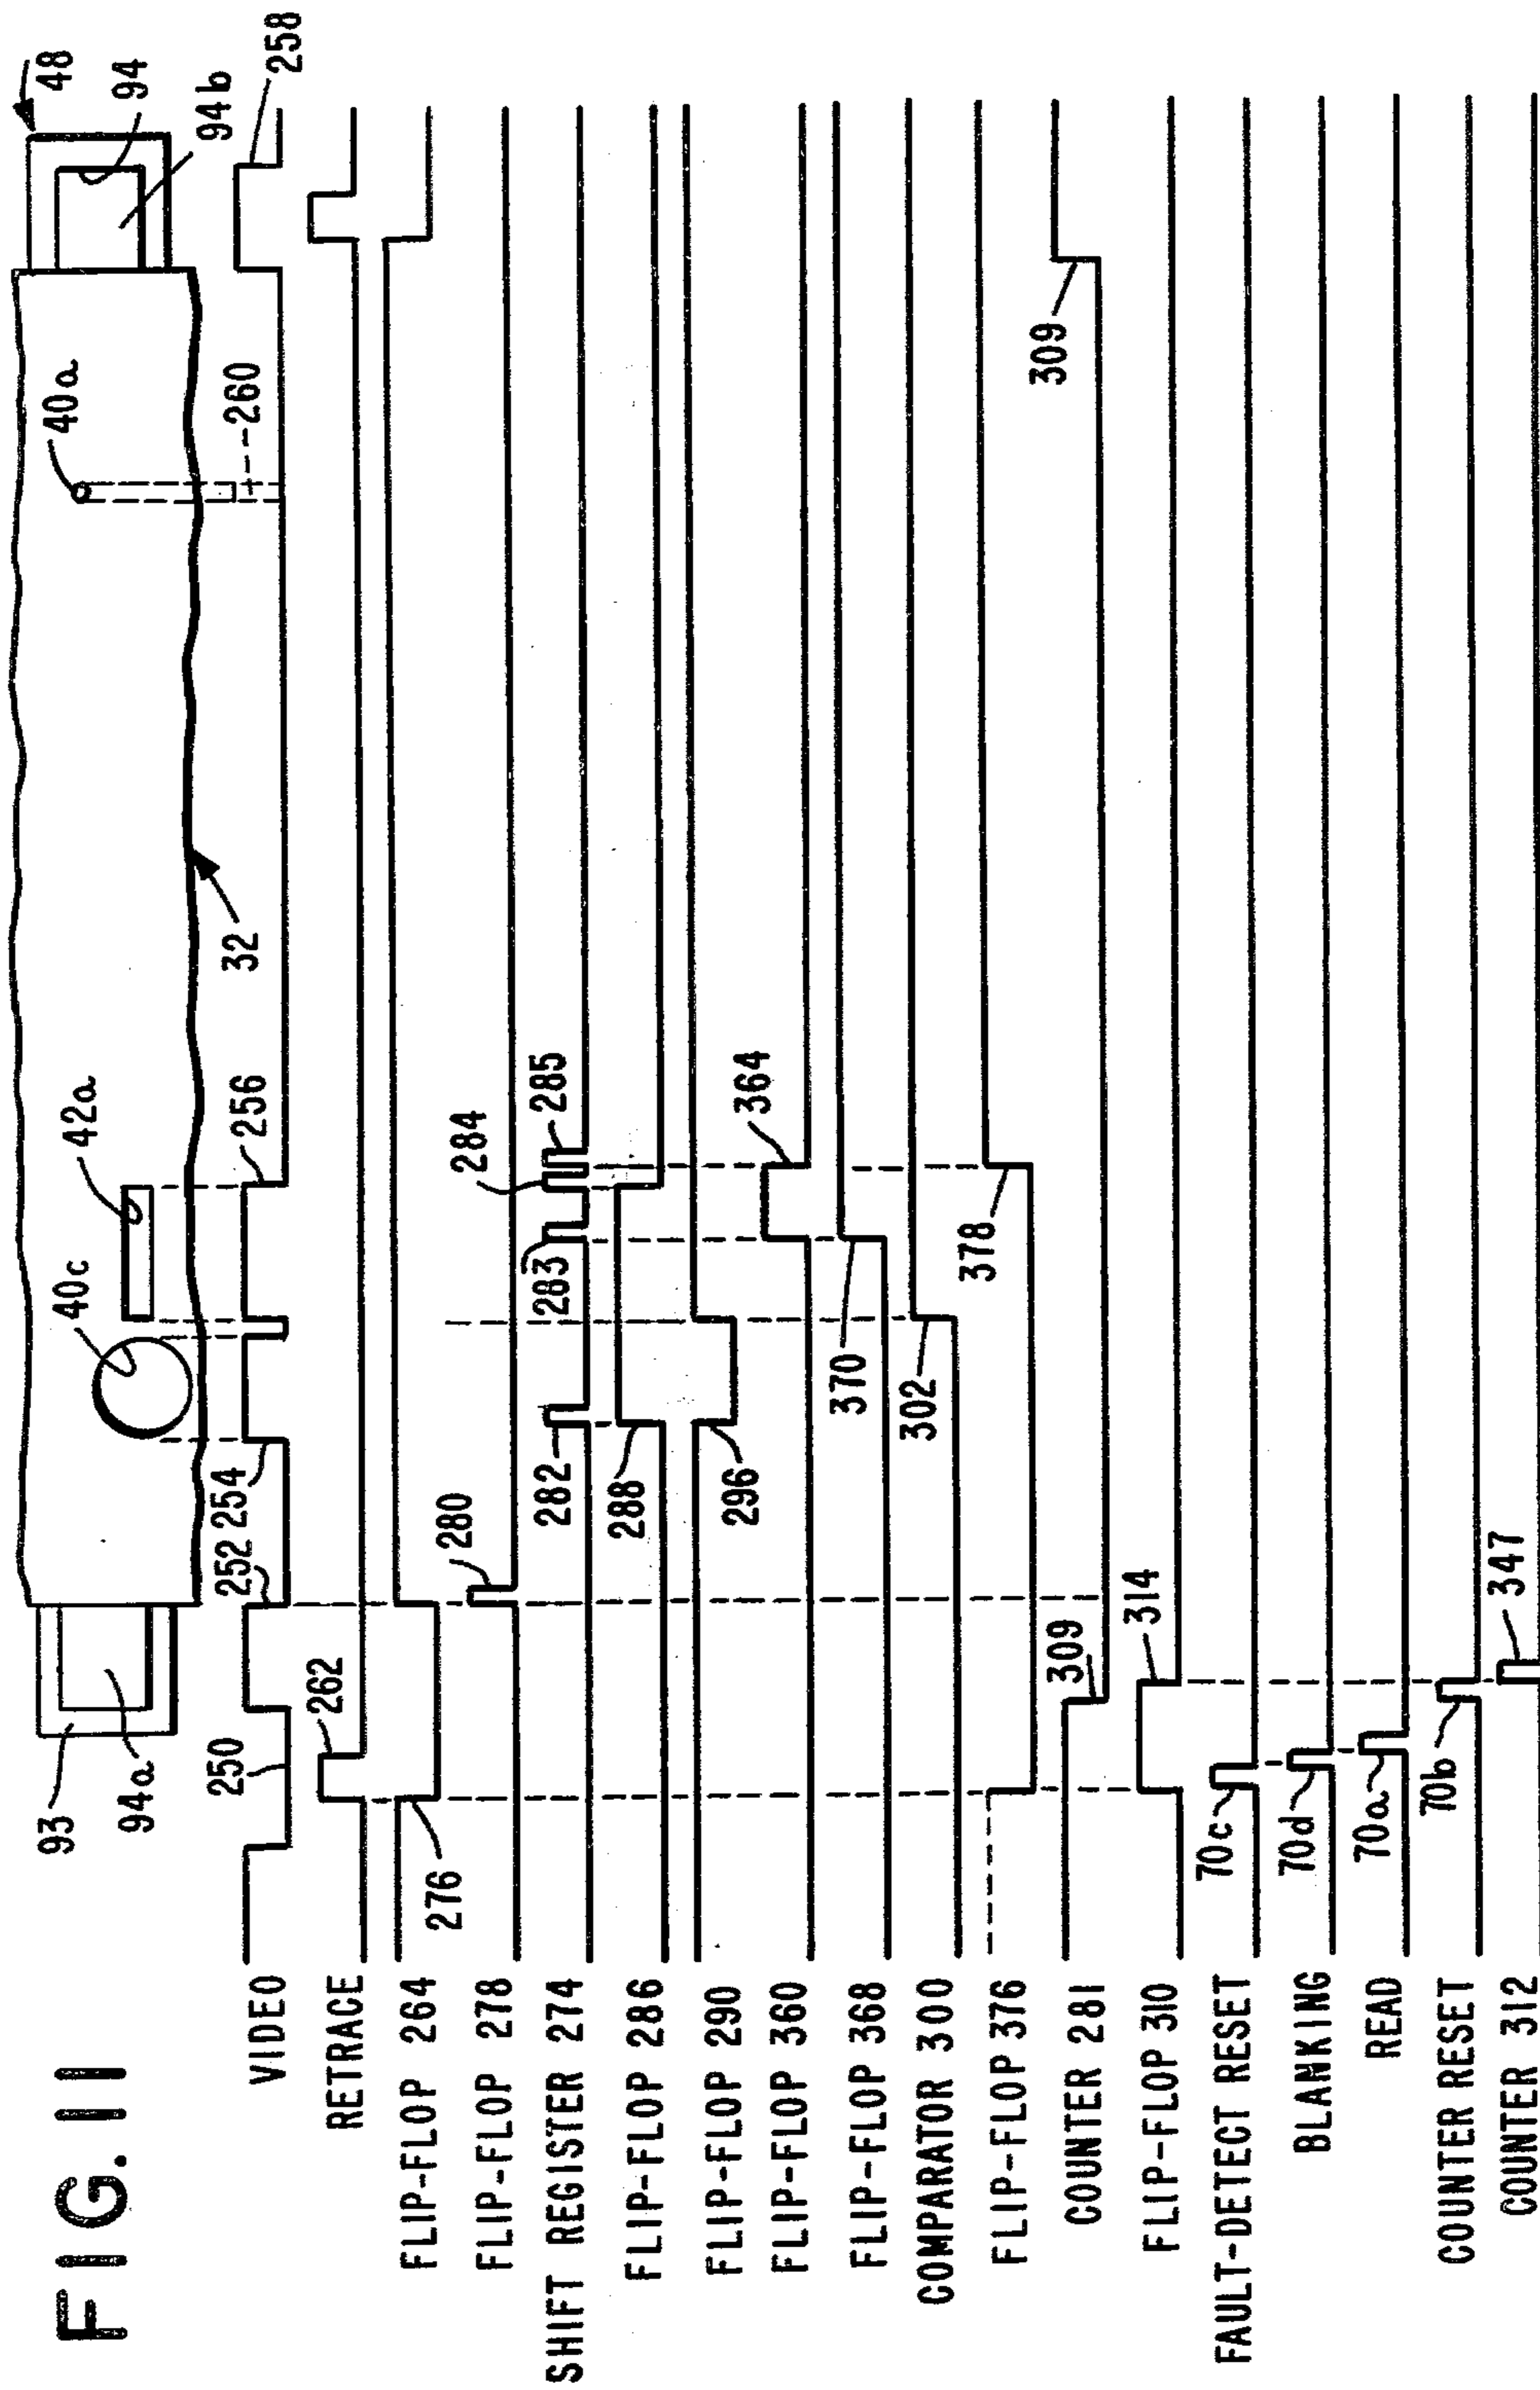 FIG. 11
48
94
94b
93
94a
40c
42a
32
40a
VIDEO
250
252
254
256
260
258
RETRACE
262
FLIP-FLOP 264
276
FLIP-FLOP 278
280
SHIFT REGISTER 274
282
283
284
285
FLIP-FLOP 286
288
FLIP-FLOP 290
296
FLIP-FLOP 360
364
FLIP-FLOP 368
370
COMPARATOR 300
302
FLIP-FLOP 376
378
COUNTER 281
309
309
FLIP-FLOP 310
314
FAULT-DETECT RESET
70c
BLANKING
70d
READ
70a
COUNTER RESET
70b
COUNTER 312
347